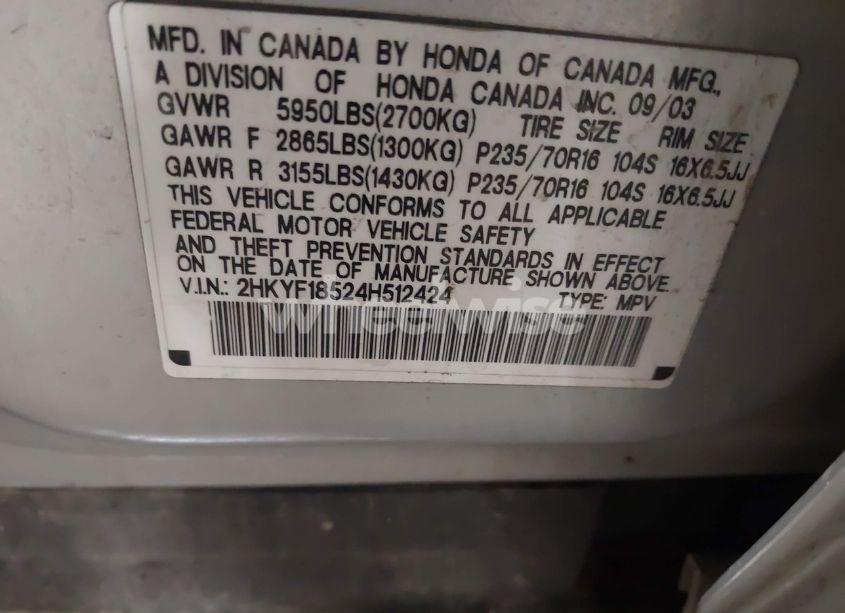 MFD. IN CANADA BY HONDA OF CANADA MFG.,
A DIVISION OF HONDA CANADA INC. 09/03
GVWR 5950LBS(2700KG) TIRE SIZE RIM SIZE
GAWR F 2865LBS(1300KG) P235/70R16 104S 16X6.5JJ
GAWR R 3155LBS(1430KG) P235/70R16 104S 16X6.5JJ
THIS VEHICLE CONFORMS TO ALL APPLICABLE
FEDERAL MOTOR VEHICLE SAFETY
AND THEFT PREVENTION STANDARDS IN EFFECT
ON THE DATE OF MANUFACTURE SHOWN ABOVE.
V.I.N.: 2HKYF18524H512424 TYPE: MPV
wheelwise